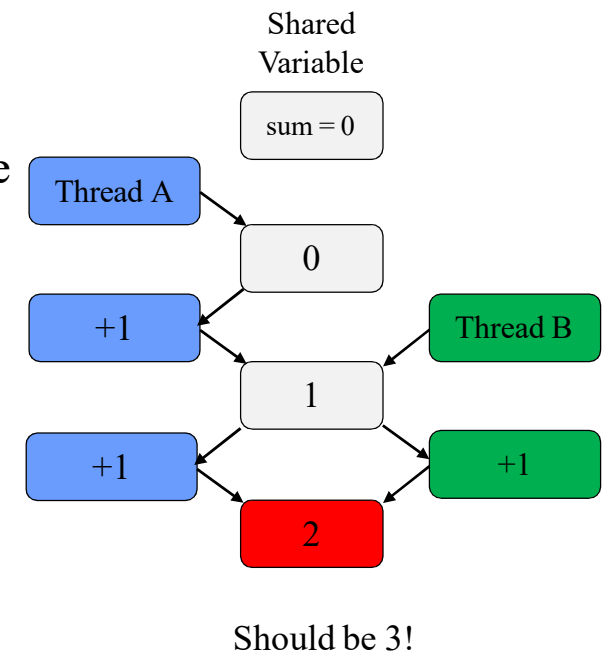 Shared
Variable
sum = 0
e
Thread A
0
+1
Thread B
1
+1
+1
2
Should be 3!